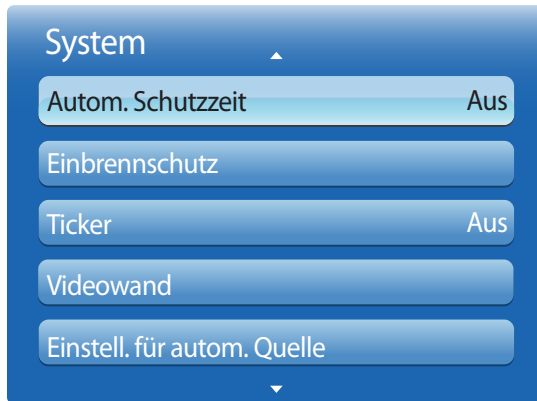 System
Autom. Schutzzeit Aus
Einbrennschutz
Ticker Aus
Videowand
Einstell. für autom. Quelle